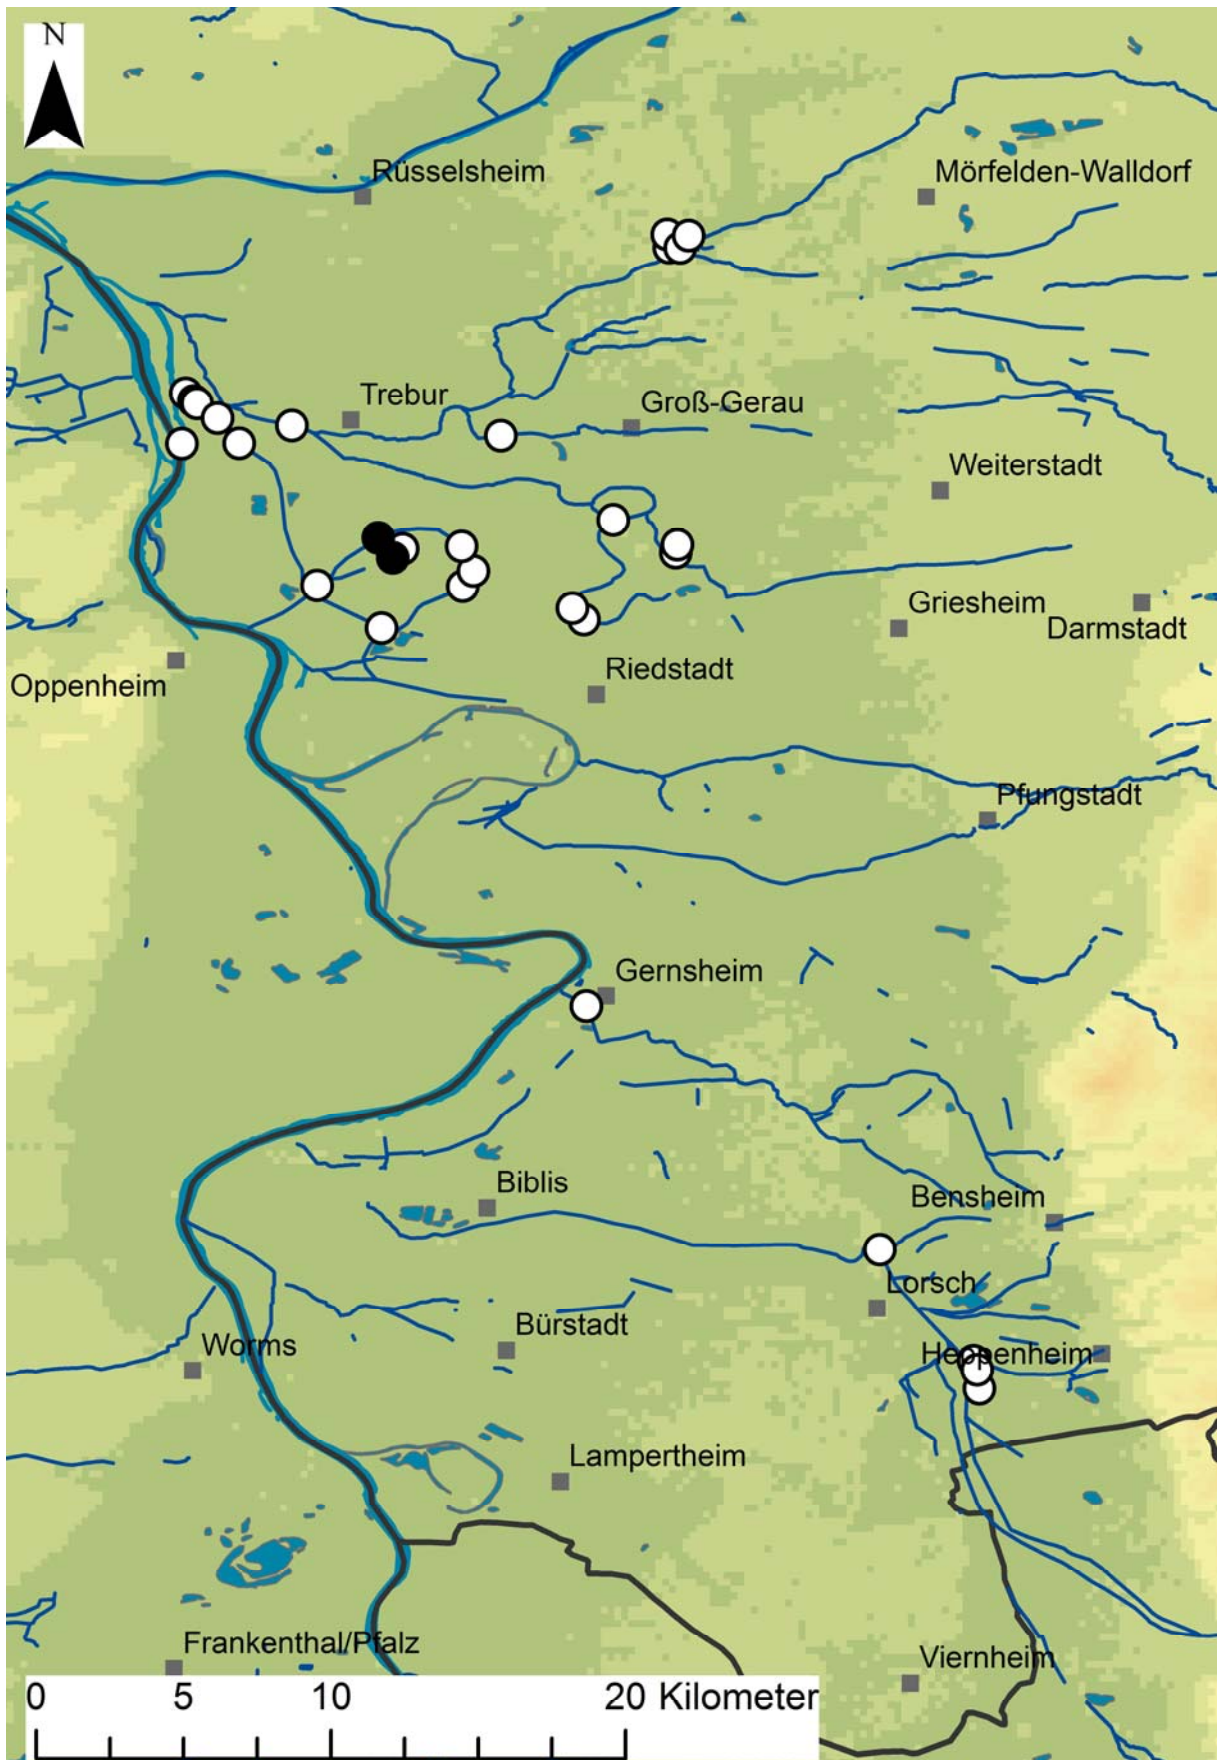 N
Rüsselsheim
Mörfelden-Walldorf
Trebur
Groß-Gerau
Weiterstadt
Griesheim
Darmstadt
Oppenheim
Riedstadt
Pfungstadt
Gernsheim
Biblis
Bensheim
Lorsch
Bürstadt
Worms
Heppenheim
Lampertheim
Frankenthal/Pfalz
Viernheim
0 5 10 20 Kilometer